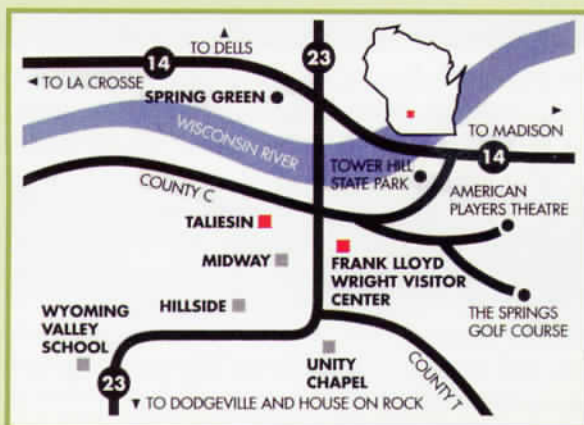 TO DELLS
23
14
TO LA CROSSE
SPRING GREEN
WISCONSIN RIVER
TO MADISON
14
TOWER HILL
STATE PARK
COUNTY C
AMERICAN
PLAYERS THEATRE
TALIESIN
MIDWAY
FRANK LLOYD
WRIGHT VISITOR
CENTER
HILLSIDE
THE SPRINGS
GOLF COURSE
WYOMING
VALLEY
SCHOOL
UNITY
CHAPEL
COUNTY T
23
TO DODGEVILLE AND HOUSE ON ROCK